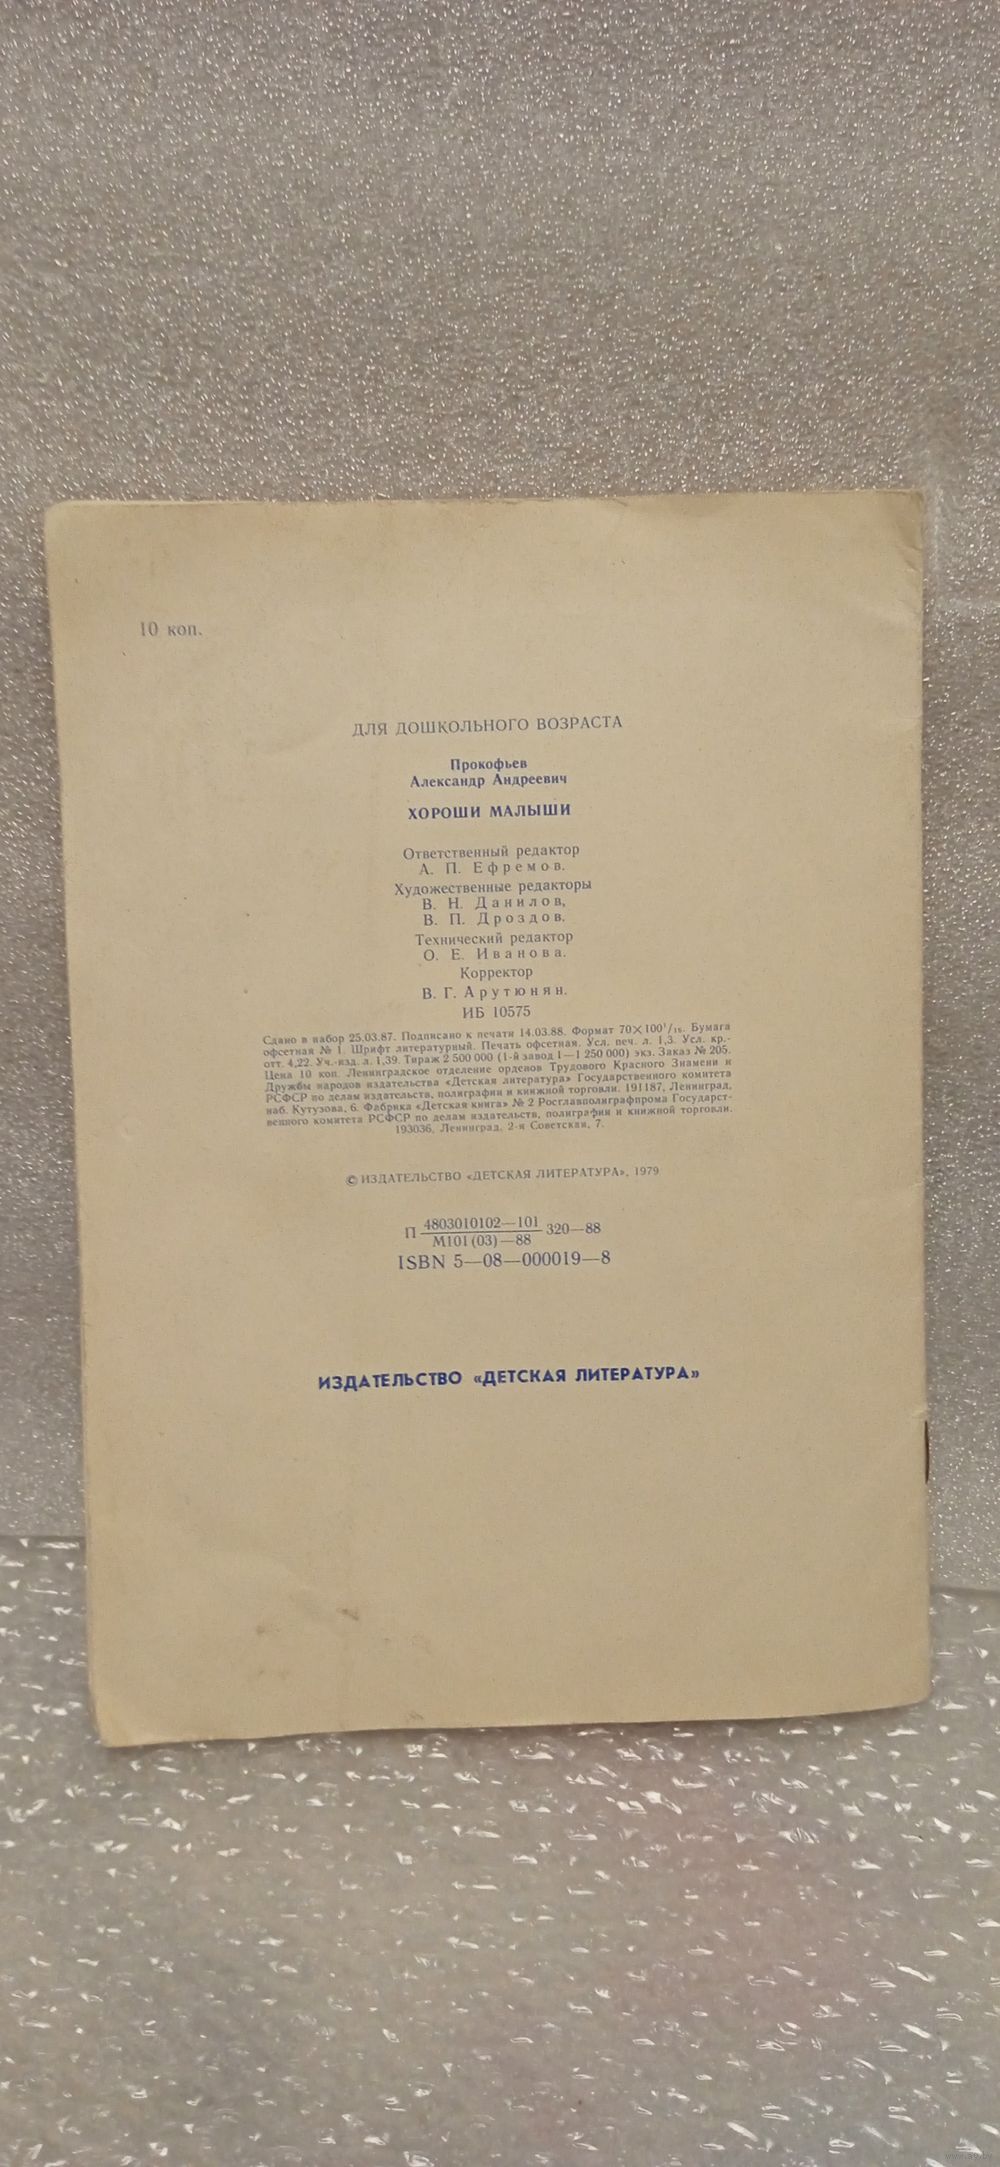 10 коп.
ДЛЯ ДОШКОЛЬНОГО ВОЗРАСТА
Прокофьев
Александр Андреевич
ХОРОШИ МАЛЫШИ
Ответственный редактор
А. П. Ефремов.
Художественные редакторы
В. Н. Данилов,
В. П. Дроздов.
Технический редактор
О. Е. Иванова.
Корректор
В. Г. Арутюнян.
ИБ 10575
Сдано в набор 25.03.87. Подписано к печати 14.03.88. Формат 70×100¹/₁₆. Бумага
офсетная № 1. Шрифт литературный. Печать офсетная. Усл. печ. л. 1,3. Усл. кр.-
отт. 4,22. Уч.-изд. л. 1,39. Тираж 2 500 000 (1-й завод 1—1 250 000) экз. Заказ № 205.
Цена 10 коп. Ленинградское отделение орденов Трудового Красного Знамени и
Дружбы народов издательства «Детская литература» Государственного комитета
РСФСР по делам издательств, полиграфии и книжной торговли. 191187, Ленинград,
наб. Кутузова, 6. Фабрика «Детская книга» № 2 Росглавполиграфпрома Государст-
венного комитета РСФСР по делам издательств, полиграфии и книжной торговли.
193036, Ленинград, 2-я Советская, 7.
© ИЗДАТЕЛЬСТВО «ДЕТСКАЯ ЛИТЕРАТУРА», 1979
П 4803010102—101 320—88
М101(03)—88
ISBN 5—08—000019—8
ИЗДАТЕЛЬСТВО «ДЕТСКАЯ ЛИТЕРАТУРА»